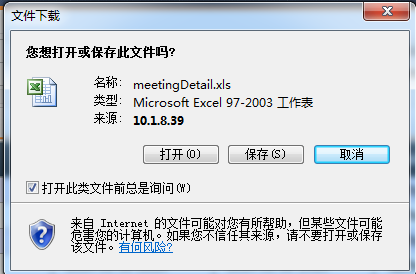 文件下载
您想打开或保存此文件吗?
名称: meetingDetail.xls
类型: Microsoft Excel 97-2003 工作表
来源: 10.1.8.39
打开(O) 保存(S) 取消
打开此类文件前总是询问(W)
来自 Internet 的文件可能对您有所帮助,但某些文件可能
危害您的计算机。如果您不信任其来源,请不要打开或保存
该文件。有何风险?